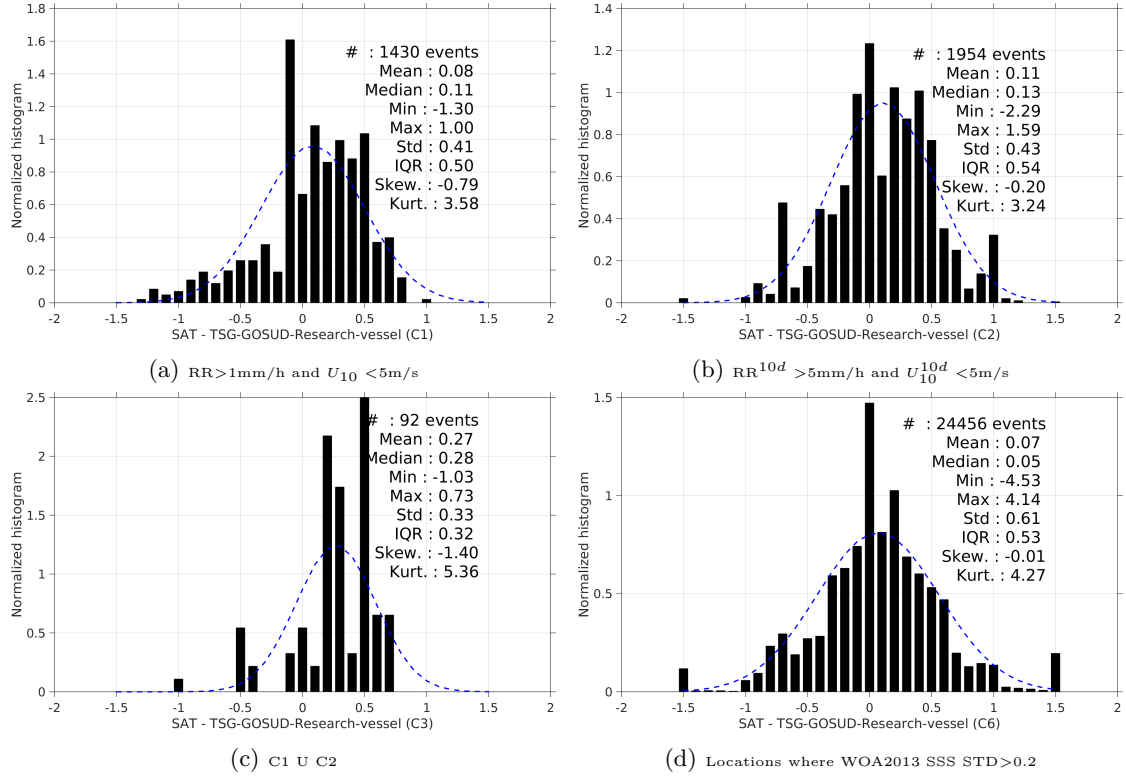 1.8
1.6
1.4
1.2
1
0.8
0.6
0.4
0.2
0
-2
-1.5
-1
-0.5
0
0.5
1
1.5
2
Normalized histogram
# : 1430 events
Mean : 0.08
Median : 0.11
Min : -1.30
Max : 1.00
Std : 0.41
IQR : 0.50
Skew. : -0.79
Kurt. : 3.58
SAT - TSG-GOSUD-Research-vessel (C1)
(a) RR>1mm/h and U10 <5m/s
1.4
1.2
1
0.8
0.6
0.4
0.2
0
-2
-1.5
-1
-0.5
0
0.5
1
1.5
2
Normalized histogram
# : 1954 events
Mean : 0.11
Median : 0.13
Min : -2.29
Max : 1.59
Std : 0.43
IQR : 0.54
Skew. : -0.20
Kurt. : 3.24
SAT - TSG-GOSUD-Research-vessel (C2)
(b) RR10d >5mm/h and U10 10d <5m/s
2.5
2
1.5
1
0.5
0
-2
-1.5
-1
-0.5
0
0.5
1
1.5
2
Normalized histogram
# : 92 events
Mean : 0.27
Median : 0.28
Min : -1.03
Max : 0.73
Std : 0.33
IQR : 0.32
Skew. : -1.40
Kurt. : 5.36
SAT - TSG-GOSUD-Research-vessel (C3)
(c) C1 U C2
1.5
1
0.5
0
-2
-1.5
-1
-0.5
0
0.5
1
1.5
2
Normalized histogram
# : 24456 events
Mean : 0.07
Median : 0.05
Min : -4.53
Max : 4.14
Std : 0.61
IQR : 0.53
Skew. : -0.01
Kurt. : 4.27
SAT - TSG-GOSUD-Research-vessel (C6)
(d) Locations where WOA2013 SSS STD>0.2